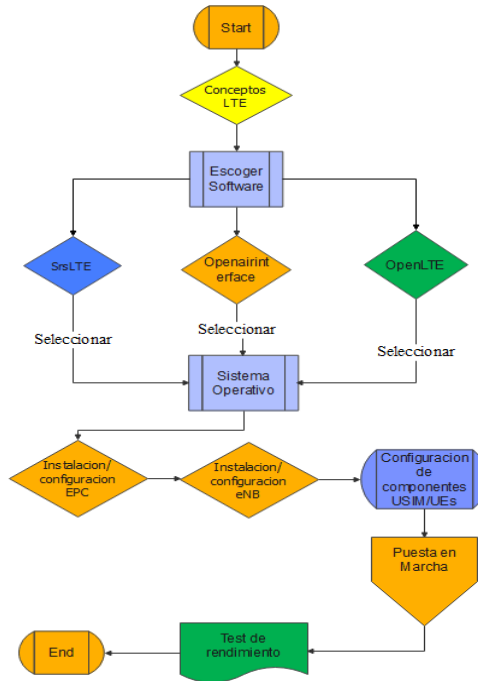 Start
Conceptos
LTE
Escoger
Software
SrsLTE
Openairint
erface
OpenLTE
Seleccionar
Seleccionar
Seleccionar
Sistema
Operativo
Instalacion/
configuracion
EPC
Instalacion/
configuracion
eNB
Configuracion
de
componentes
USIM/UEs
Puesta en
Marcha
Test de
rendimiento
End